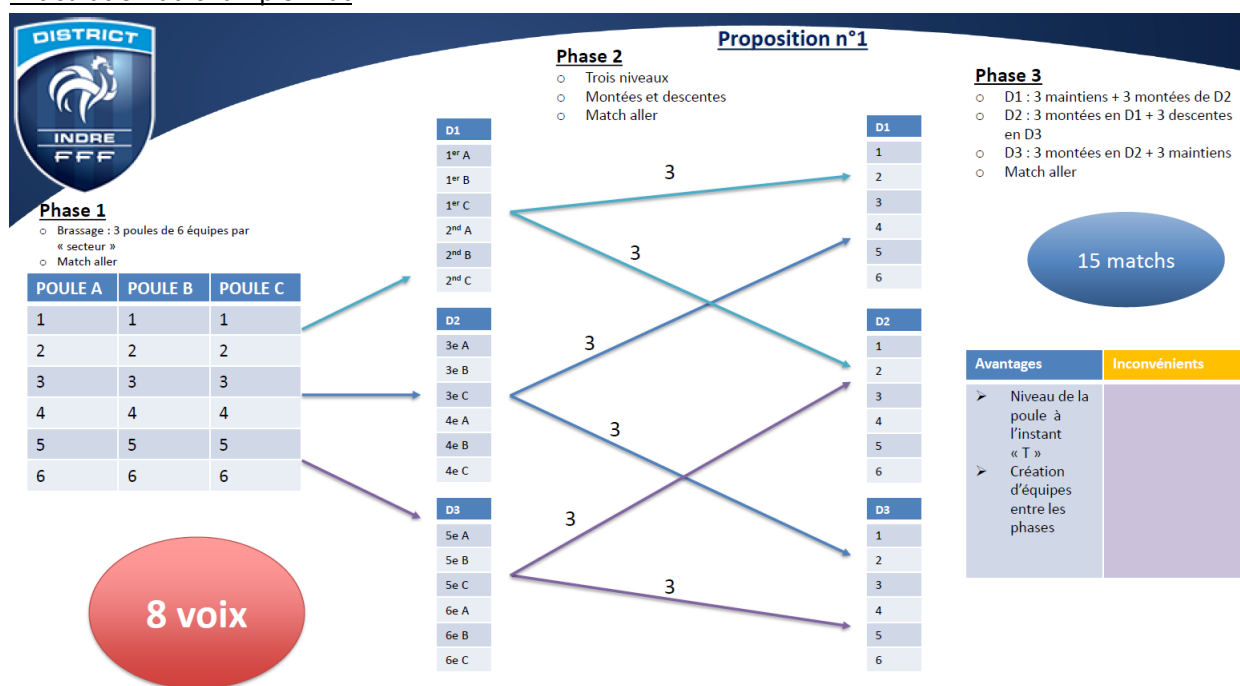 DISTRICT
INDRE
FFF
Proposition n°1
Phase 1
o Brassage : 3 poules de 6 équipes par
« secteur »
o Match aller
POULE A POULE B POULE C
1 1 1
2 2 2
3 3 3
4 4 4
5 5 5
6 6 6
8 voix
Phase 2
o Trois niveaux
o Montées et descentes
o Match aller
D1
1er A
1er B
1er C
2nd A
2nd B
2nd C
D2
3e A
3e B
3e C
4e A
4e B
4e C
D3
5e A
5e B
5e C
6e A
6e B
6e C
3
3
3
3
3
3
D1
1
2
3
4
5
6
D2
1
2
3
4
5
6
D3
1
2
3
4
5
6
Phase 3
o D1 : 3 maintiens + 3 montées de D2
o D2 : 3 montées en D1 + 3 descentes
en D3
o D3 : 3 montées en D2 + 3 maintiens
o Match aller
15 matchs
Avantages Inconvénients
➢ Niveau de la
poule à
l'instant
« T »
➢ Création
d'équipes
entre les
phases